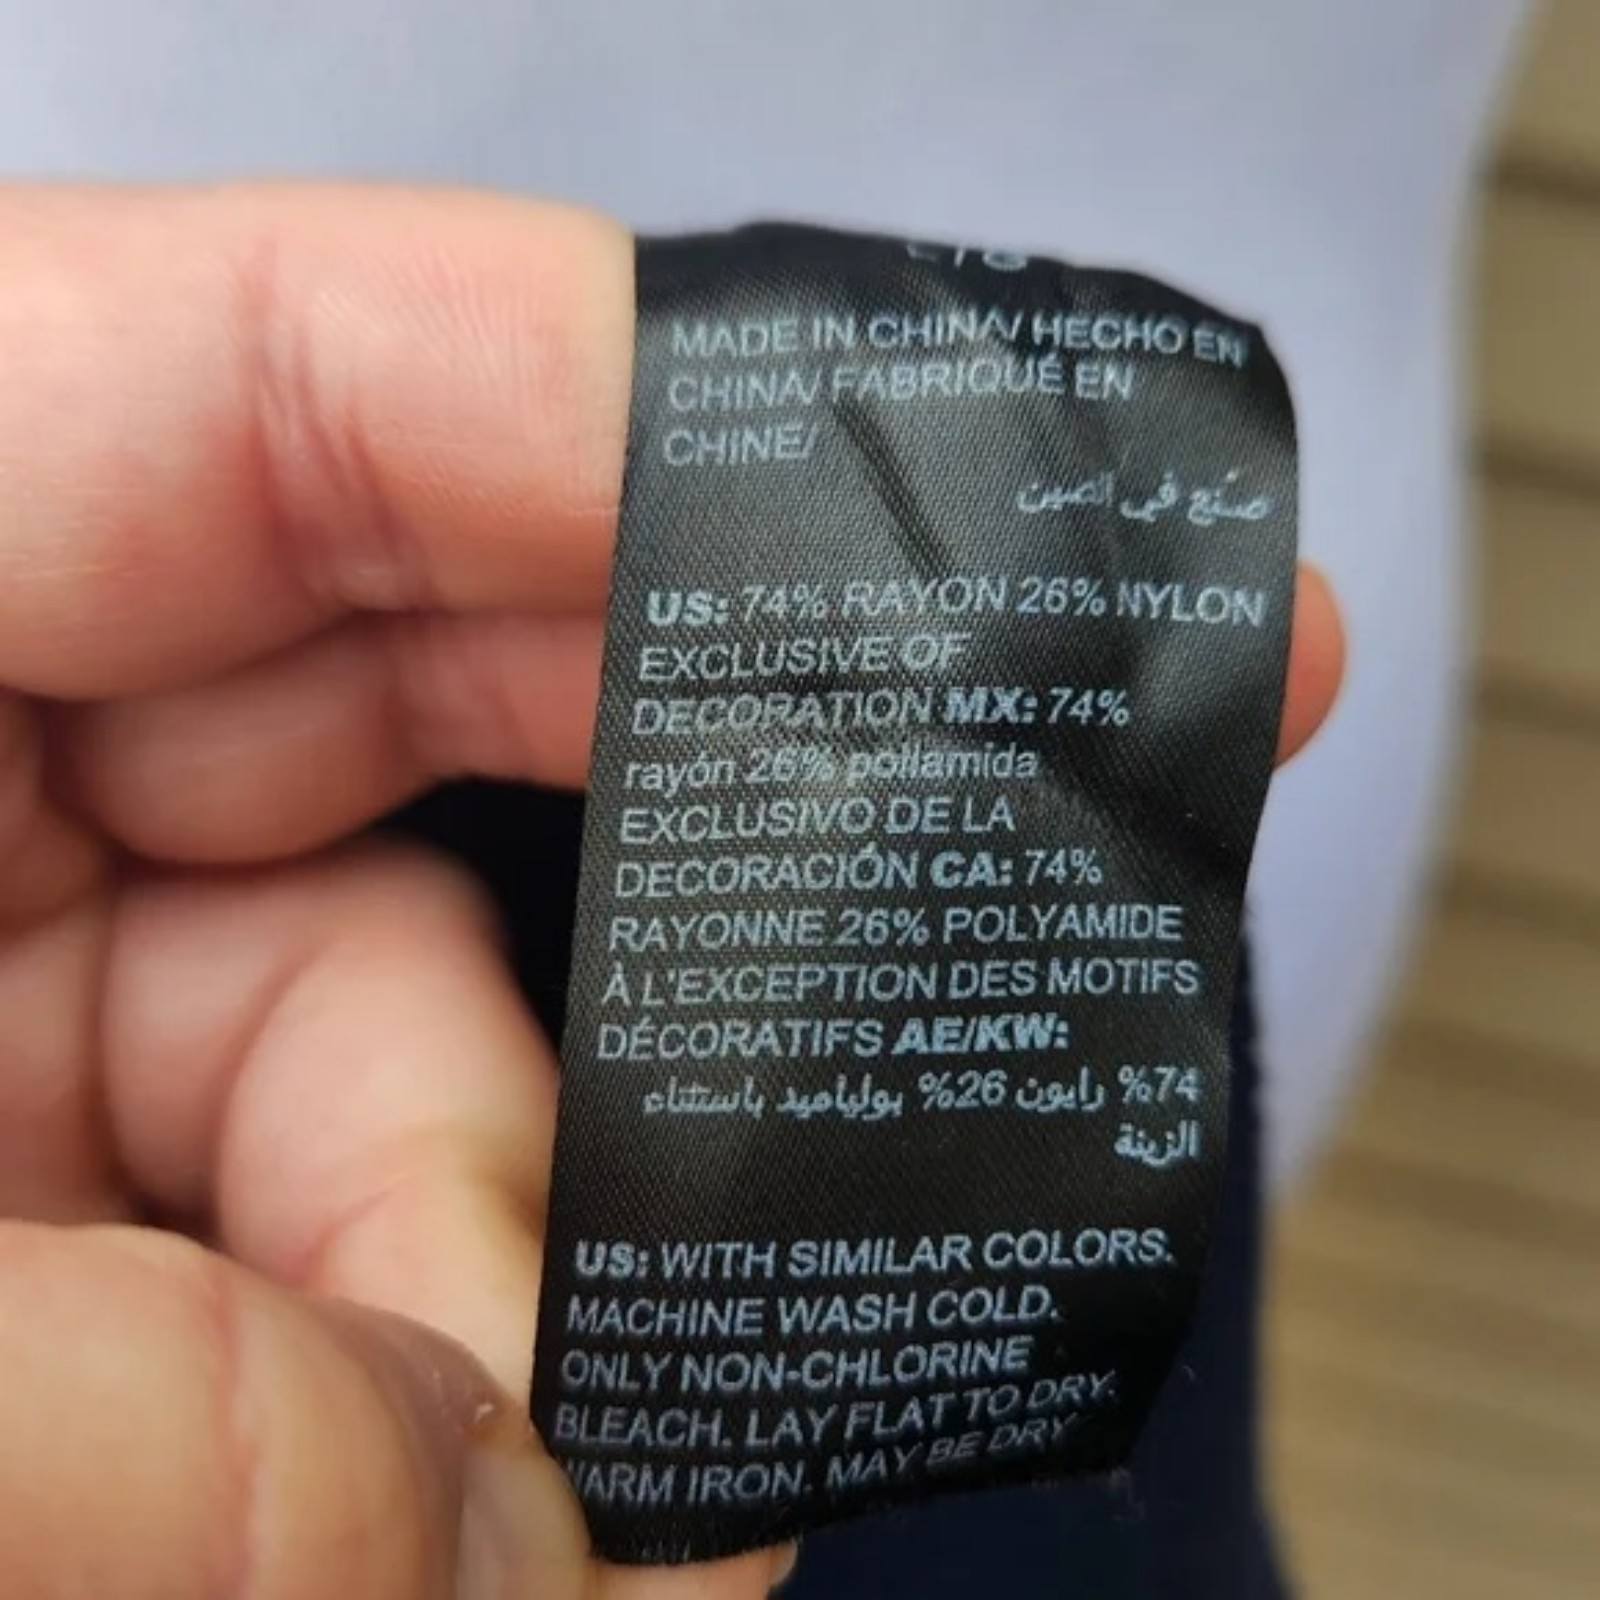 MADE IN CHINA/ HECHO EN
CHINA/ FABRIQUÉ EN
CHINE/
صنع في الصين
US: 74% RAYON 26% NYLON
EXCLUSIVE OF
DECORATION MX: 74%
rayón 26% poliamida
EXCLUSIVO DE LA
DECORACIÓN CA: 74%
RAYONNE 26% POLYAMIDE
À L'EXCEPTION DES MOTIFS
DÉCORATIFS AE/KW:
74% رايون 26% بولياميد باستثناء
الزينة
US: WITH SIMILAR COLORS.
MACHINE WASH COLD.
ONLY NON-CHLORINE
BLEACH. LAY FLAT TO DRY.
WARM IRON. MAY BE DRY